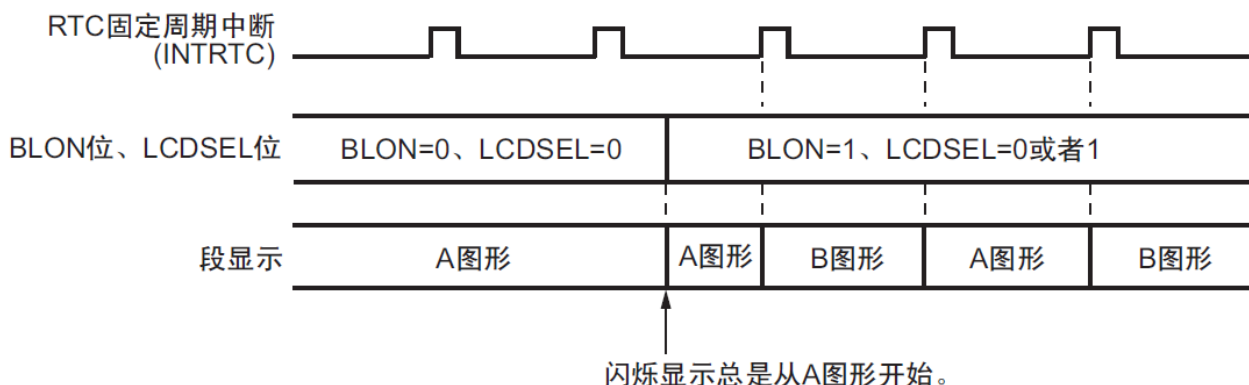 RTC固定周期中断
(INTRTC)
BLON位、LCDSEL位
BLON=0、LCDSEL=0
BLON=1、LCDSEL=0或者1
段显示
A图形
A图形
B图形
A图形
B图形
闪烁显示总是从A图形开始。